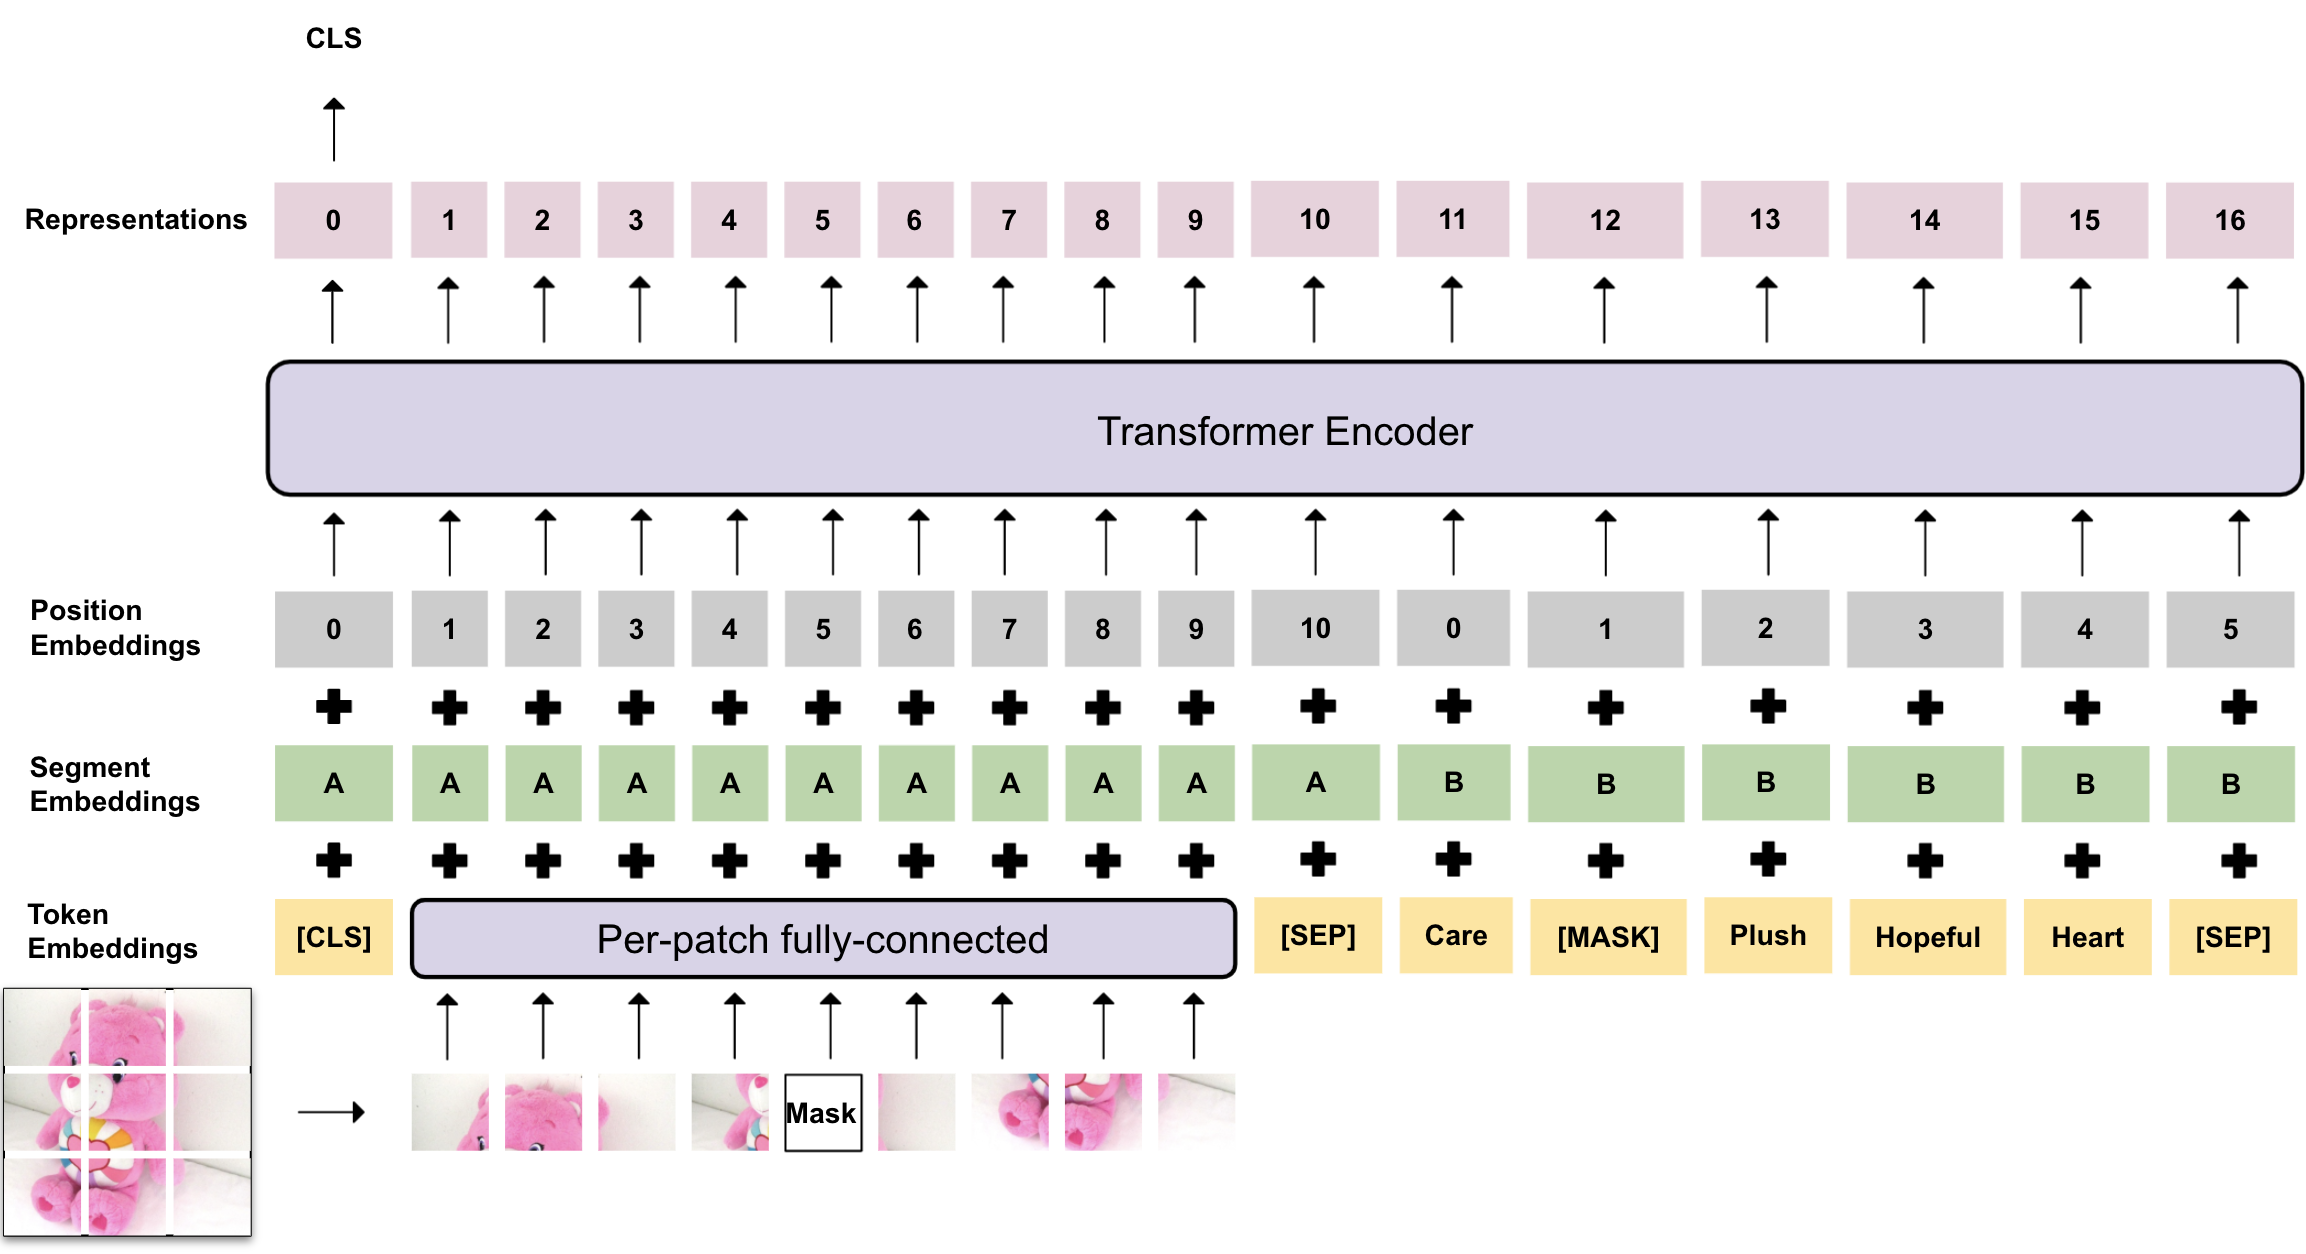 CLS
Representations 0 1 2 3 4 5 6 7 8 9 10 11 12 13 14 15 16
Transformer Encoder
Position
Embeddings
0 1 2 3 4 5 6 7 8 9 10 0 1 2 3 4 5
Segment
Embeddings
A A A A A A A A A A A B B B B B B
Token
Embeddings
[CLS] Per-patch fully-connected [SEP] Care [MASK] Plush Hopeful Heart [SEP]
Mask